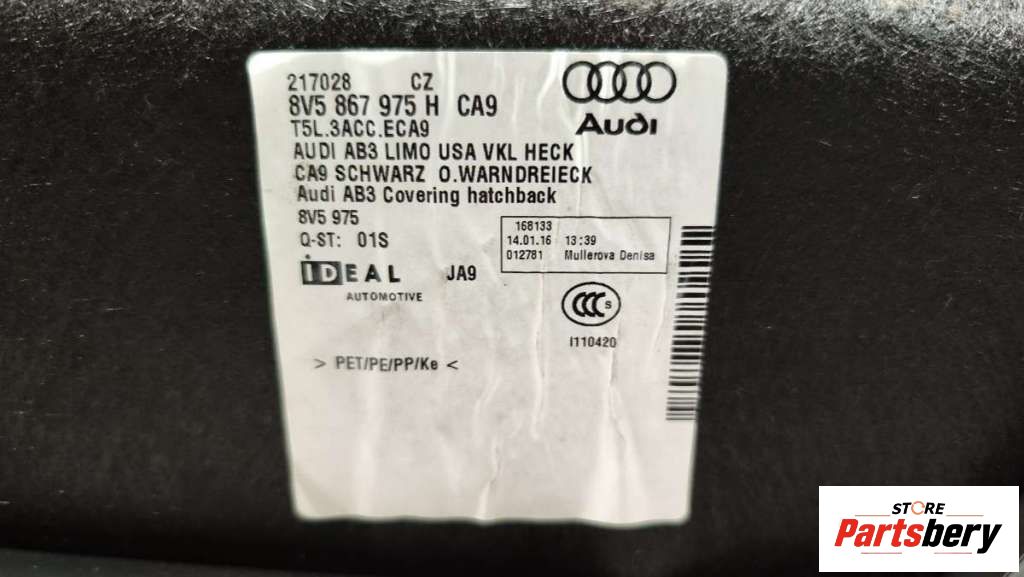 217028 CZ
8V5 867 975 H CA9
T5L.3ACC.ECA9
Audi
AUDI AB3 LIMO USA VKL HECK
CA9 SCHWARZ O.WARNDREIECK
Audi AB3 Covering hatchback
8V5 975
Q-ST: 01S
168133
14.01.16 13:39
012781 Mullerova Denisa
IDEAL JA9
AUTOMOTIVE
CCC S
I110420
> PET/PE/PP/Ke <
STORE
Partsbery